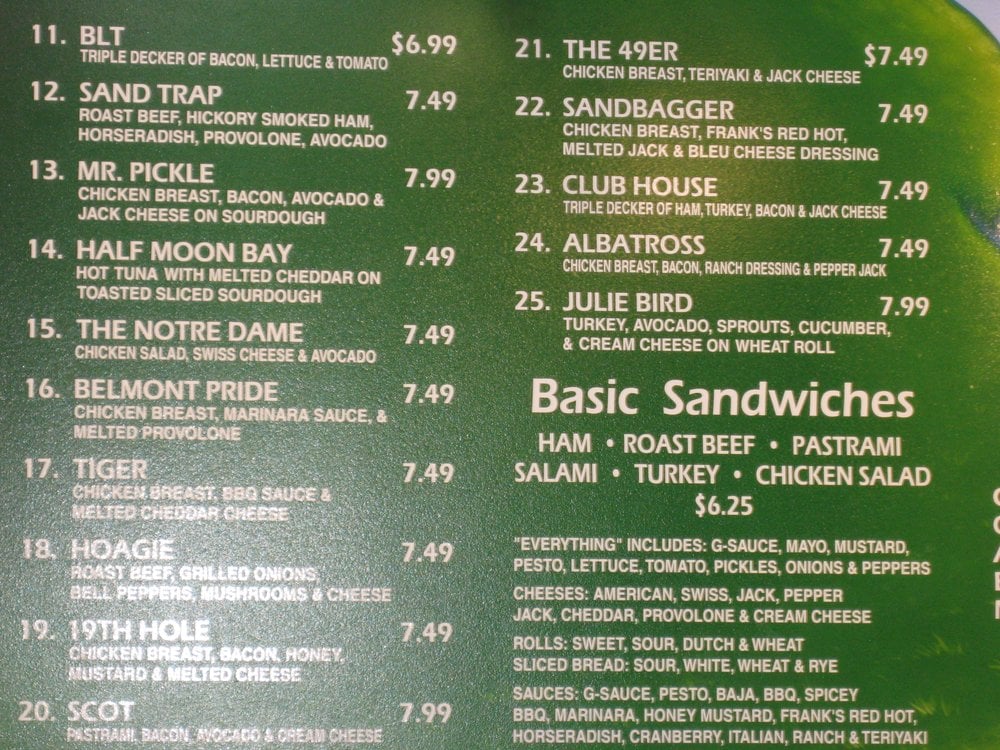 11. BLT $6.99
TRIPLE DECKER OF BACON, LETTUCE & TOMATO
12. SAND TRAP 7.49
ROAST BEEF, HICKORY SMOKED HAM,
HORSERADISH, PROVOLONE, AVOCADO
13. MR. PICKLE 7.99
CHICKEN BREAST, BACON, AVOCADO &
JACK CHEESE ON SOURDOUGH
14. HALF MOON BAY 7.49
HOT TUNA WITH MELTED CHEDDAR ON
TOASTED SLICED SOURDOUGH
15. THE NOTRE DAME 7.49
CHICKEN SALAD, SWISS CHEESE & AVOCADO
16. BELMONT PRIDE 7.49
CHICKEN BREAST, MARINARA SAUCE, &
MELTED PROVOLONE
17. TIGER 7.49
CHICKEN BREAST, BBQ SAUCE &
MELTED CHEDDAR CHEESE
18. HOAGIE 7.49
ROAST BEEF, GRILLED ONIONS,
BELL PEPPERS, MUSHROOMS & CHEESE
19. 19TH HOLE 7.49
CHICKEN BREAST, BACON, HONEY,
MUSTARD & MELTED CHEESE
20. SCOT 7.99
PASTRAMI, BACON, AVOCADO & CREAM CHEESE
21. THE 49ER $7.49
CHICKEN BREAST, TERIYAKI & JACK CHEESE
22. SANDBAGGER 7.49
CHICKEN BREAST, FRANK'S RED HOT,
MELTED JACK & BLEU CHEESE DRESSING
23. CLUB HOUSE 7.49
TRIPLE DECKER OF HAM, TURKEY, BACON & JACK CHEESE
24. ALBATROSS 7.49
CHICKEN BREAST, BACON, RANCH DRESSING & PEPPER JACK
25. JULIE BIRD 7.99
TURKEY, AVOCADO, SPROUTS, CUCUMBER,
& CREAM CHEESE ON WHEAT ROLL
Basic Sandwiches
HAM • ROAST BEEF • PASTRAMI
SALAMI • TURKEY • CHICKEN SALAD
$6.25
"EVERYTHING" INCLUDES: G-SAUCE, MAYO, MUSTARD,
PESTO, LETTUCE, TOMATO, PICKLES, ONIONS & PEPPERS
CHEESES: AMERICAN, SWISS, JACK, PEPPER
JACK, CHEDDAR, PROVOLONE & CREAM CHEESE
ROLLS: SWEET, SOUR, DUTCH & WHEAT
SLICED BREAD: SOUR, WHITE, WHEAT & RYE
SAUCES: G-SAUCE, PESTO, BAJA, BBQ, SPICEY
BBQ, MARINARA, HONEY MUSTARD, FRANK'S RED HOT,
HORSERADISH, CRANBERRY, ITALIAN, RANCH & TERIYAKI